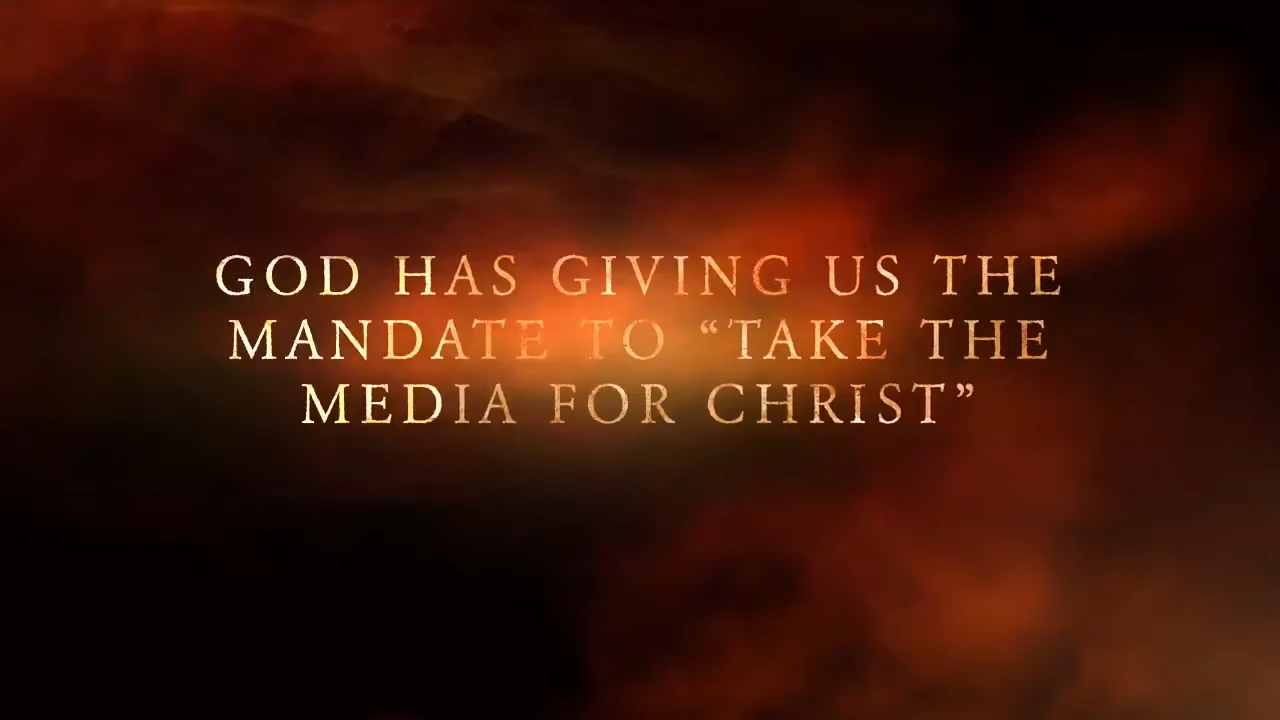 GOD HAS GIVING US THE
MANDATE TO “TAKE THE
MEDIA FOR CHRIST”